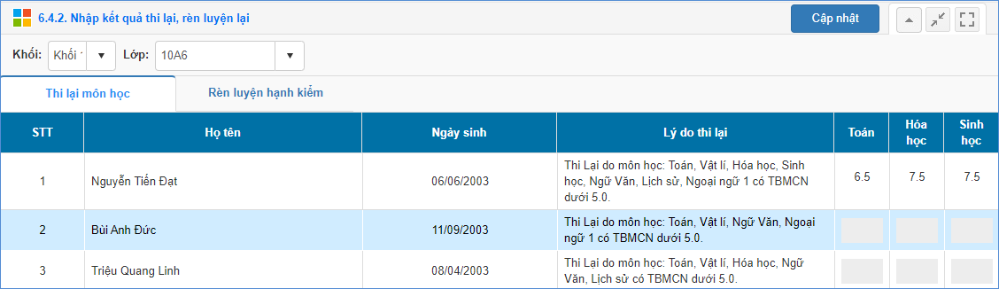 6.4.2. Nhập kết quả thi lại, rèn luyện lại
Cập nhật
Khối: Khối 1 Lớp: 10A6
Thi lại môn học Rèn luyện hạnh kiểm
STT Họ tên Ngày sinh Lý do thi lại Toán Hóa học Sinh học
1 Nguyễn Tiến Đạt 06/06/2003 Thi Lại do môn học: Toán, Vật lí, Hóa học, Sinh
học, Ngữ Văn, Lịch sử, Ngoại ngữ 1 có TBMCN
dưới 5.0.
6.5 7.5 7.5
2 Bùi Anh Đức 11/09/2003 Thi Lại do môn học: Toán, Vật lí, Ngữ Văn, Ngoại
ngữ 1 có TBMCN dưới 5.0.
3 Triệu Quang Linh 08/04/2003 Thi Lại do môn học: Toán, Vật lí, Hóa học, Ngữ
Văn, Lịch sử có TBMCN dưới 5.0.